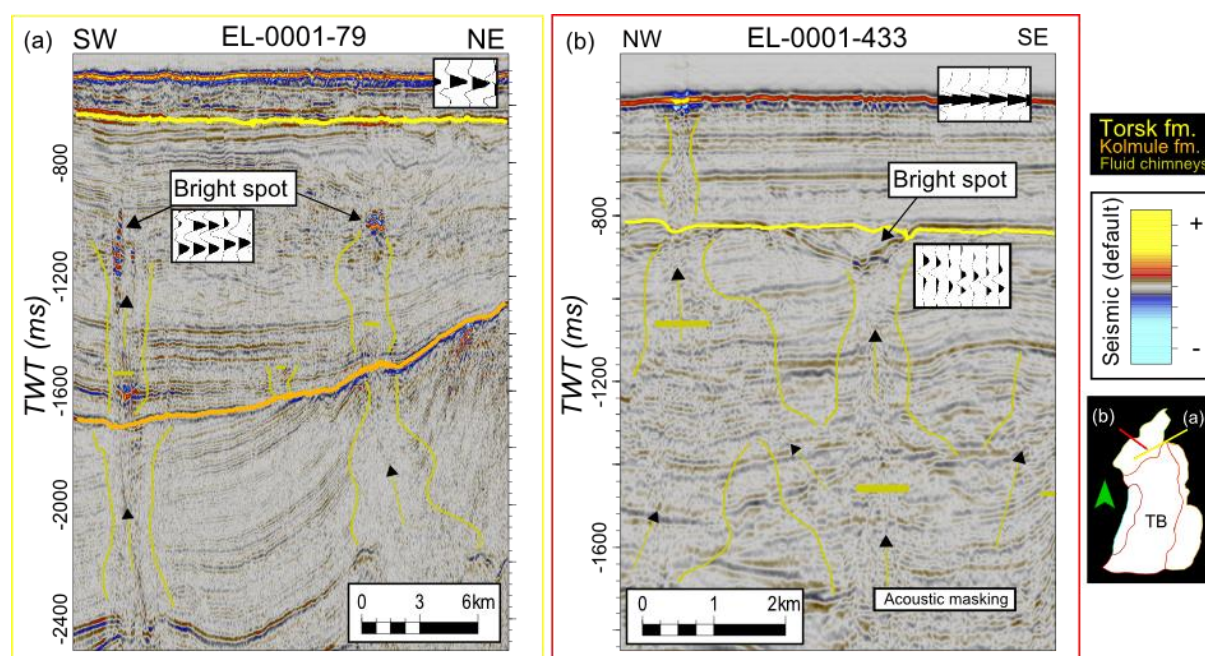 (a) SW EL-0001-79 NE
Bright spot
TWT (ms)
-800
-1200
-1600
-2000
-2400
0 3 6km
(b) NW EL-0001-433 SE
Bright spot
TWT (ms)
-800
-1200
-1600
0 1 2km
Acoustic masking
Torsk fm.
Kolmule fm.
Fluid chimneys
Seismic (default)
+
-
(b) (a)
TB